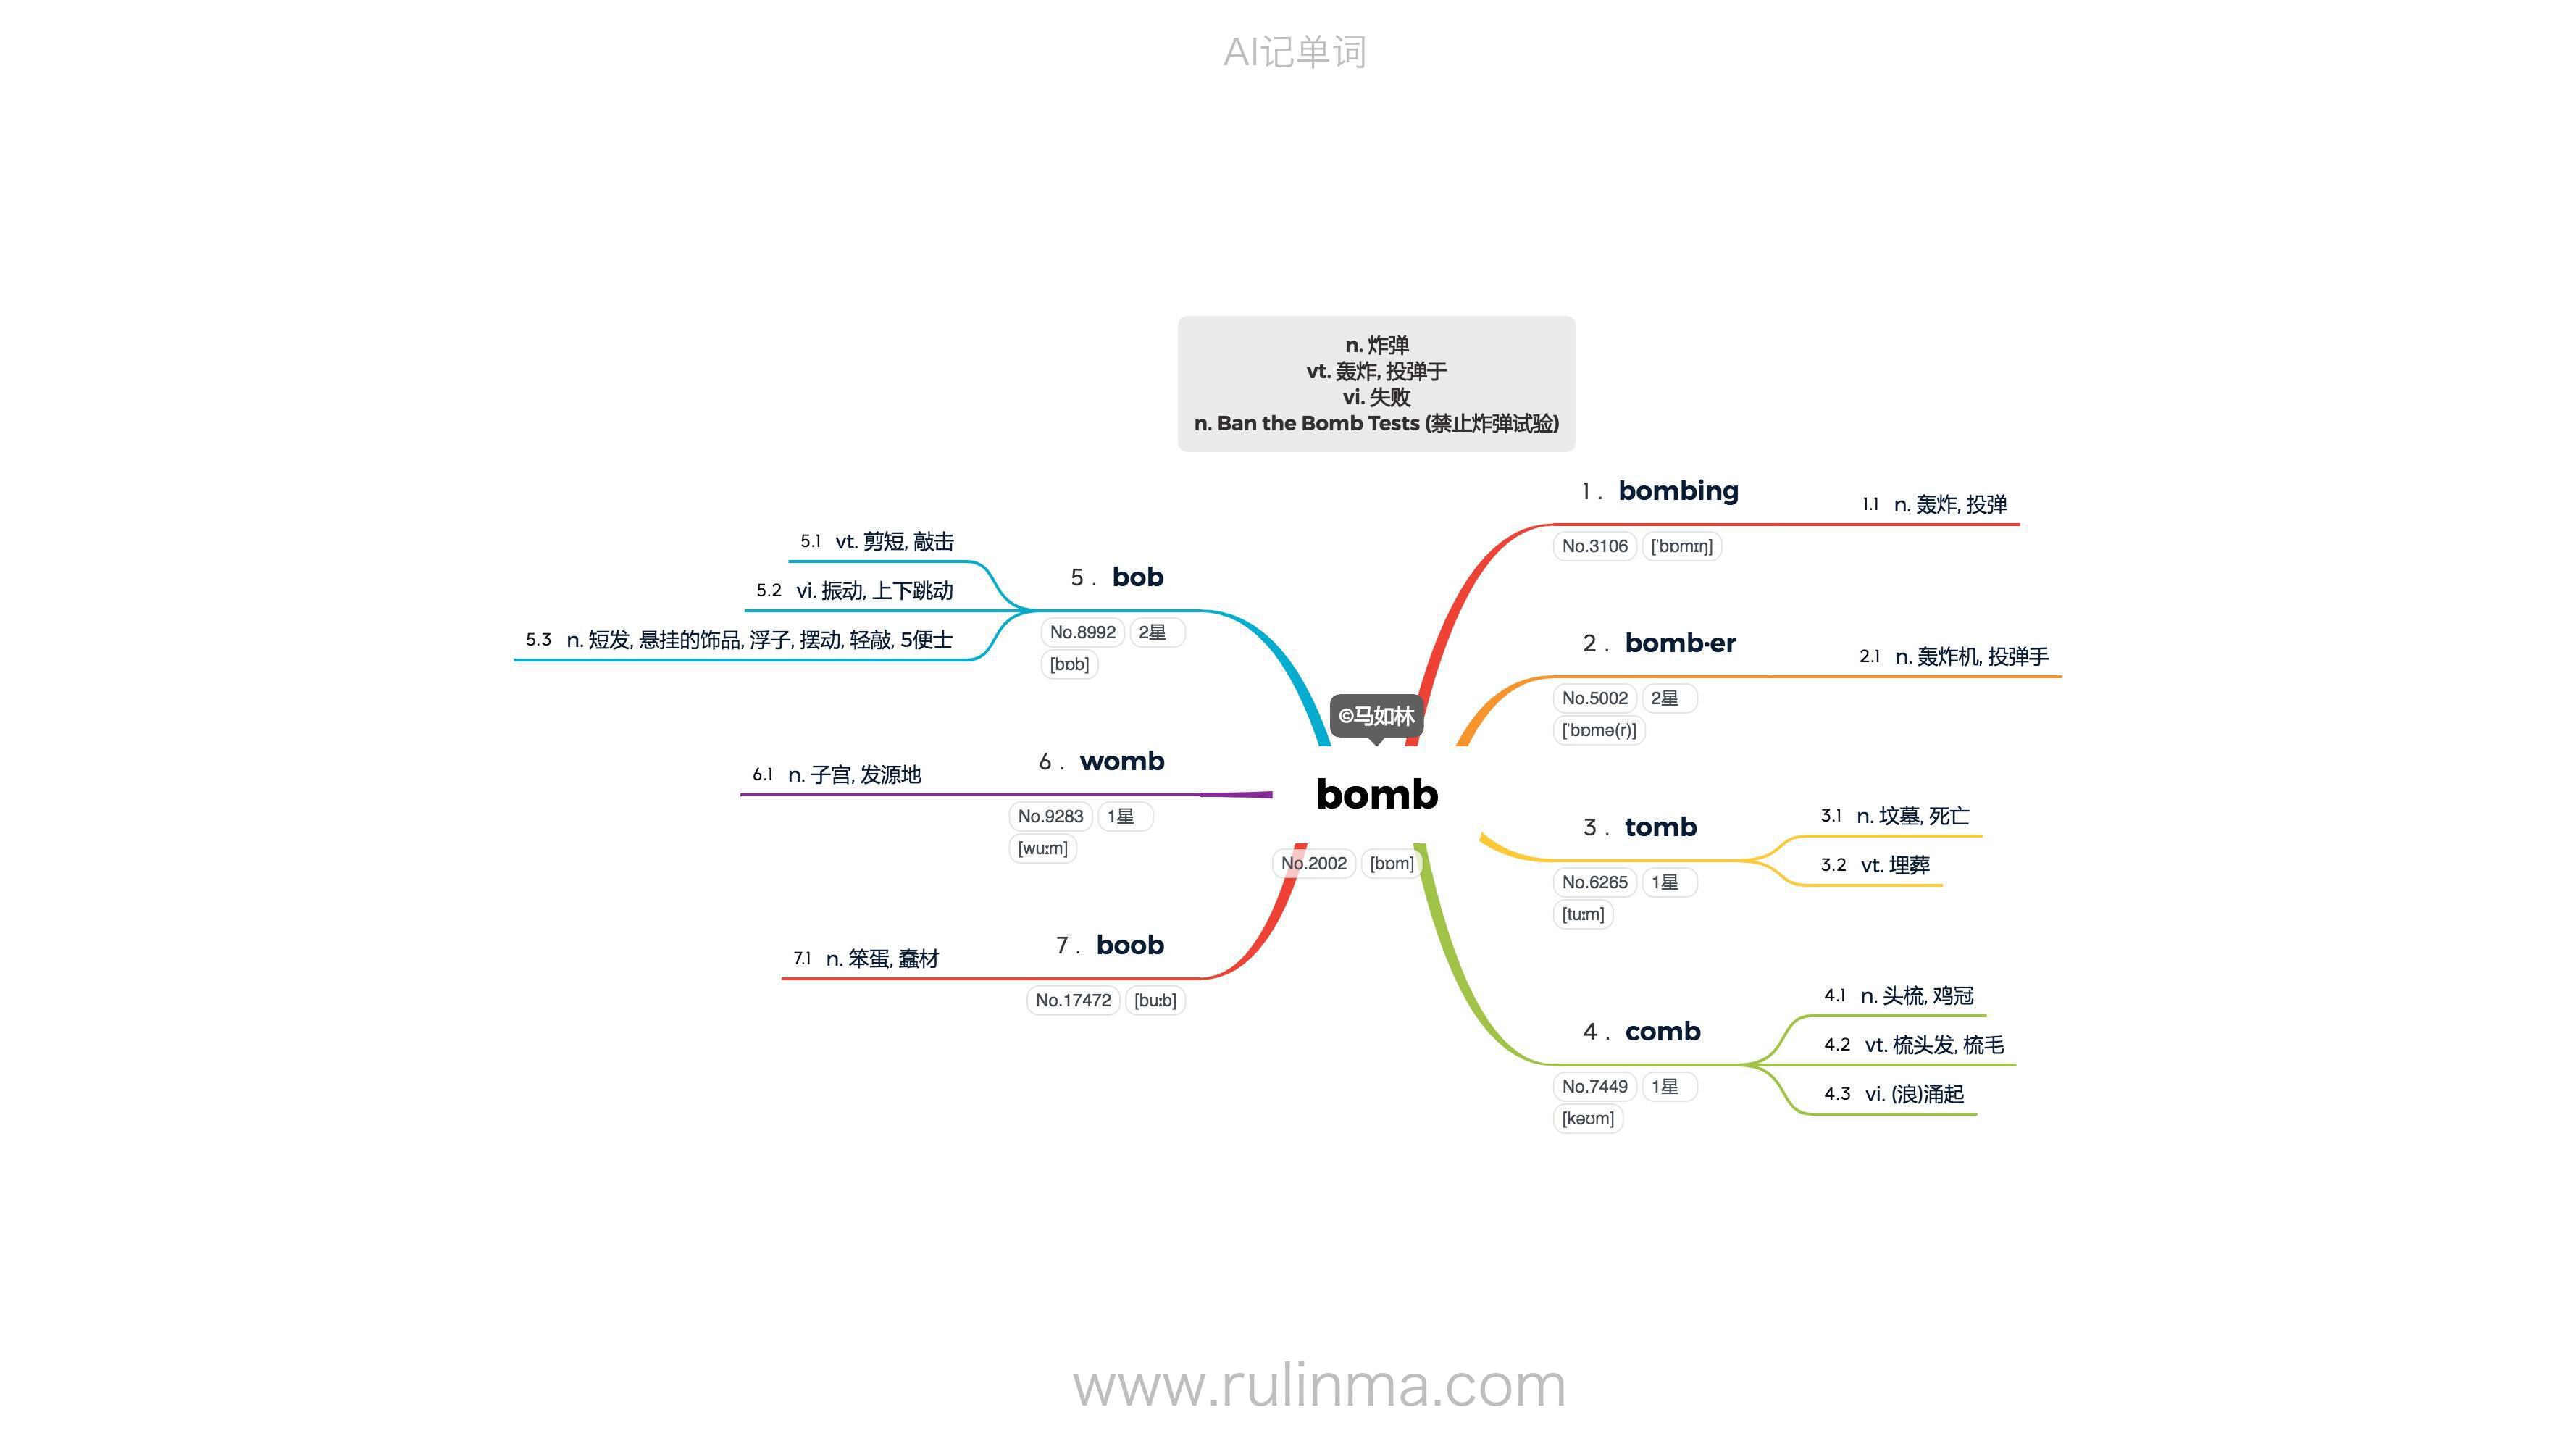 AI记单词
n. 炸弹
vt. 轰炸, 投弹于
vi. 失败
n. Ban the Bomb Tests (禁止炸弹试验)
©马如林
bomb
No.2002 [bɒm]
1 . bombing
No.3106 [ˈbɒmɪŋ]
1.1 n. 轰炸, 投弹
2 . bomb·er
No.5002 2星
[ˈbɒmə(r)]
2.1 n. 轰炸机, 投弹手
3 . tomb
No.6265 1星
[tuːm]
3.1 n. 坟墓, 死亡
3.2 vt. 埋葬
4 . comb
No.7449 1星
[kəʊm]
4.1 n. 头梳, 鸡冠
4.2 vt. 梳头发, 梳毛
4.3 vi. (浪)涌起
5 . bob
No.8992 2星
[bɒb]
5.1 vt. 剪短, 敲击
5.2 vi. 振动, 上下跳动
5.3 n. 短发, 悬挂的饰品, 浮子, 摆动, 轻敲, 5便士
6 . womb
No.9283 1星
[wuːm]
6.1 n. 子宫, 发源地
7 . boob
No.17472 [buːb]
7.1 n. 笨蛋, 蠢材
www.rulinma.com